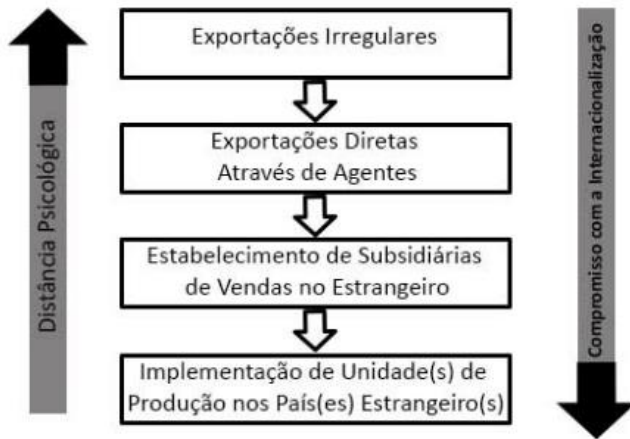 Exportações Irregulares
Exportações Diretas
Através de Agentes
Estabelecimento de Subsidiárias
de Vendas no Estrangeiro
Implementação de Unidade(s) de
Produção nos País(es) Estrangeiro(s)
Distância Psicológica
Compromisso com a Internacionalização